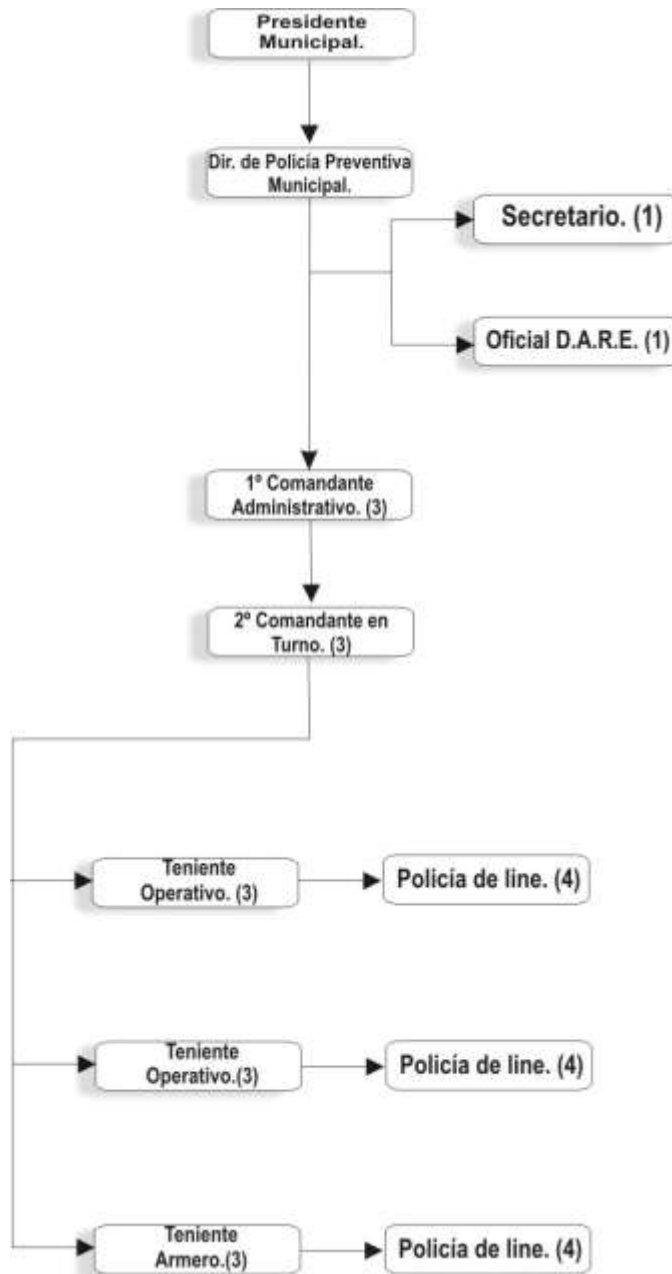 Presidente
Municipal.
Dir. de Policía Preventiva
Municipal.
Secretario. (1)
Oficial D.A.R.E. (1)
1º Comandante
Administrativo. (3)
2º Comandante en
Turno. (3)
Teniente
Operativo. (3)
Policía de line. (4)
Teniente
Operativo.(3)
Policía de line. (4)
Teniente
Armero.(3)
Policía de line. (4)